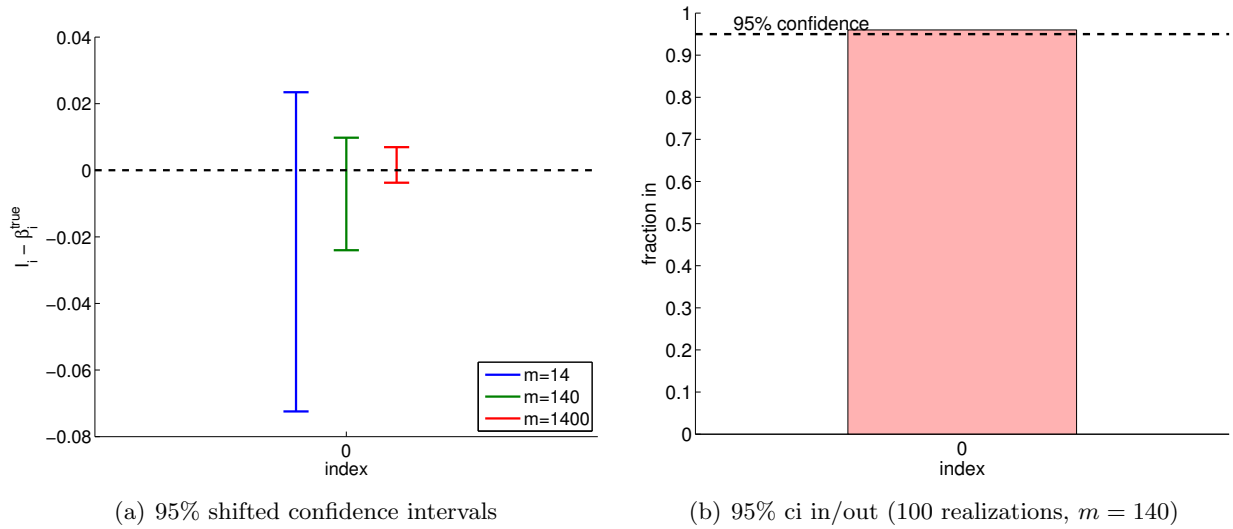 0.04
0.02
0
−0.02
−0.04
−0.06
−0.08
I_i − β_i^true
m=14
m=140
m=1400
0
index
(a) 95% shifted confidence intervals
1
0.9
0.8
0.7
0.6
0.5
0.4
0.3
0.2
0.1
0
fraction in
95% confidence
0
index
(b) 95% ci in/out (100 realizations, m = 140)